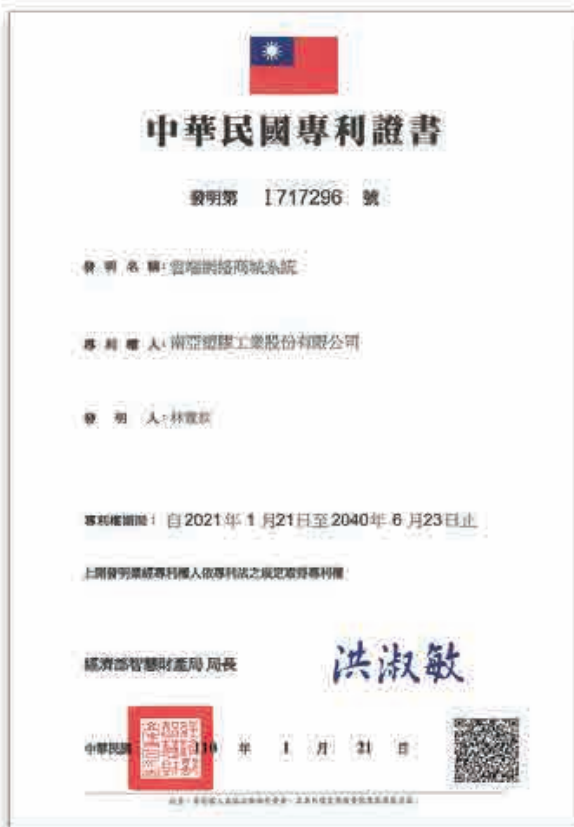 中華民國專利證書
發明第 I717296 號
發明名稱:雲端網絡商城系統
專利權人:南亞塑膠工業股份有限公司
發明人:林
專利權期間: 自2021年1月21日至2040年6月23日止
上開發明業經專利權人依專利法之規定取得專利權
經濟部智慧財產局 局長 洪淑敏
中華民國 110 年 1 月 21 日